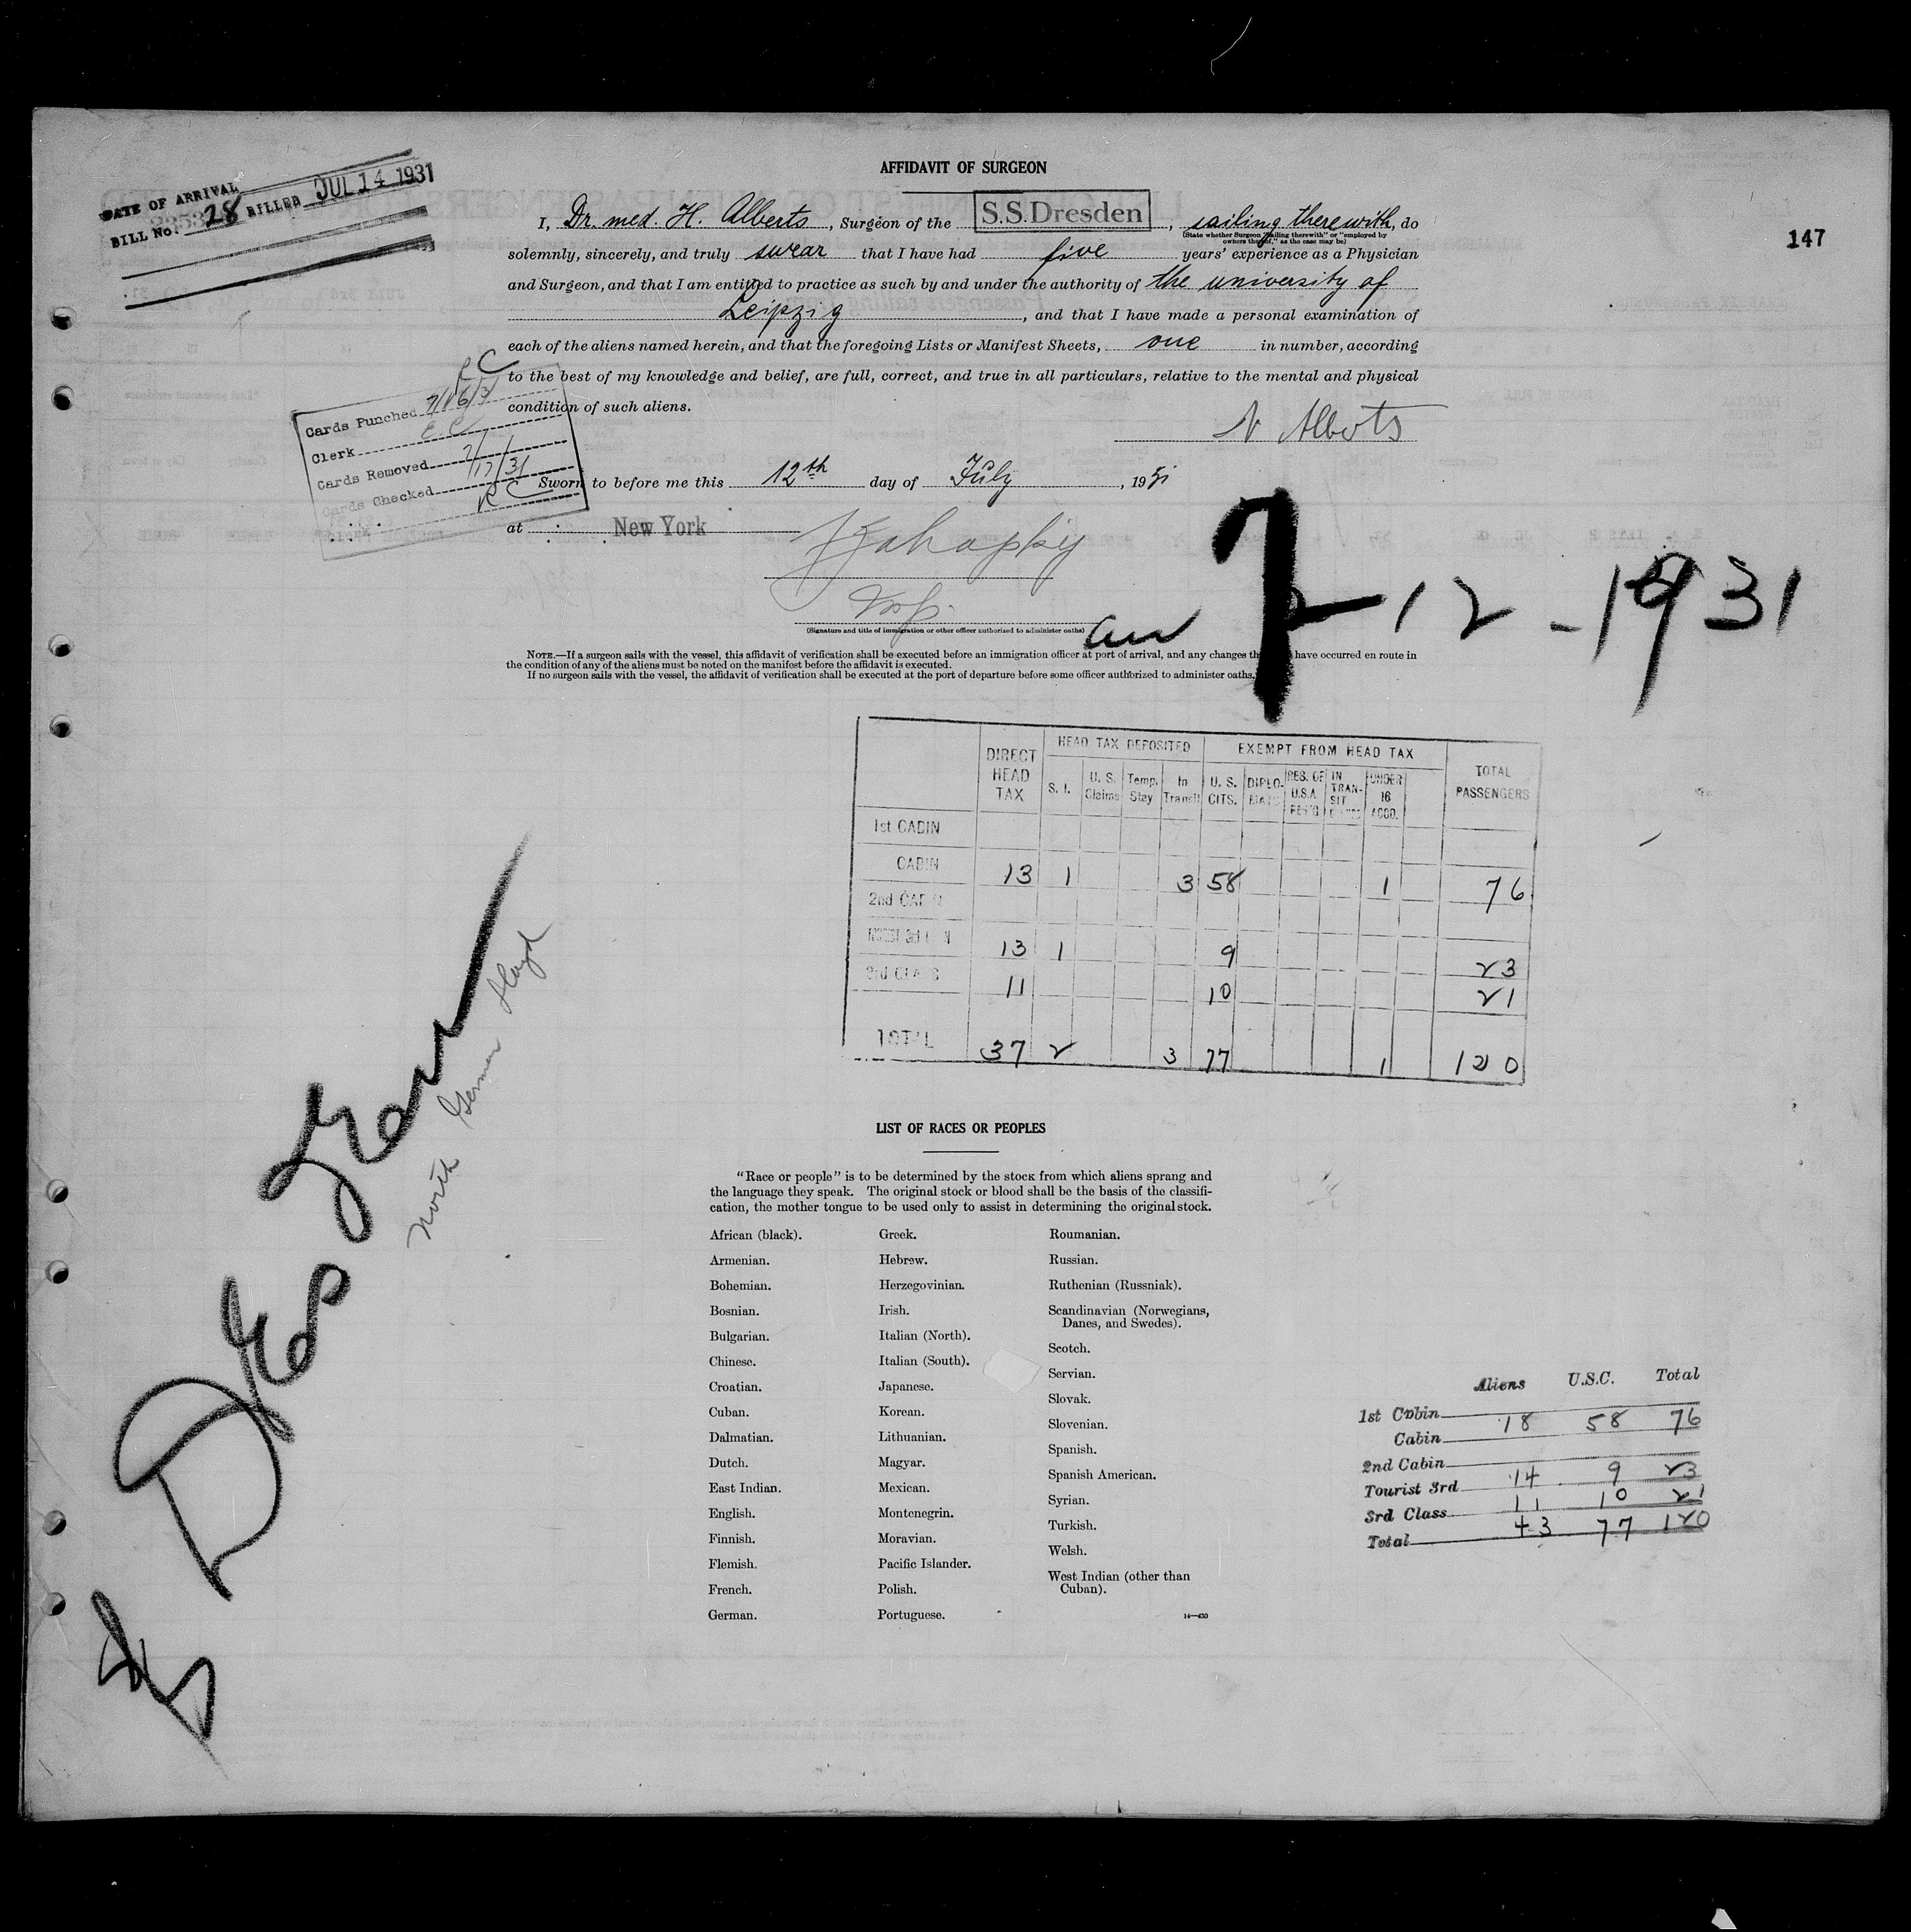 AFFIDAVIT OF SURGEON
DATE OF ARRIVAL
BILL No. 28 BILLED JUL 14 1931
147
I, Dr. med. H. Alberts, Surgeon of the S.S. Dresden, sailing therewith, do
(State whether Surgeon "sailing therewith" or "employed by
owners thereof," as the case may be)
solemnly, sincerely, and truly swear that I have had five years' experience as a Physician
and Surgeon, and that I am entitled to practice as such by and under the authority of the university of
Leipzig, and that I have made a personal examination of
each of the aliens named herein, and that the foregoing Lists or Manifest Sheets, one in number, according
to the best of my knowledge and belief, are full, correct, and true in all particulars, relative to the mental and physical
condition of such aliens.
H Alberts
RC
Cards Punched 7/16/31
Clerk E.C
Cards Removed 7/17/31
Cards Checked RC
Sworn to before me this 12th day of July, 1931
at New York
Insp.
(Signature and title of immigration or other officer authorized to administer oaths)
arr 7-12-1931
NOTE.—If a surgeon sails with the vessel, this affidavit of verification shall be executed before an immigration officer at port of arrival, and any changes have occurred en route in
the condition of any of the aliens must be noted on the manifest before the affidavit is executed.
If no surgeon sails with the vessel, the affidavit of verification shall be executed at the port of departure before some officer authorized to administer oaths.
DIRECT HEAD TAX
HEAD TAX DEPOSITED
EXEMPT FROM HEAD TAX
TOTAL PASSENGERS
S. I. U. S. Claims Temp. Stay In Transit U. S. CITS. DIPLOMATS RES. OF U.S.A IN TRANSIT UNDER 16 ACCD.
1st CABIN
CABIN 13 1 3 58 1 76
2nd CABIN
13 1 9 23
3rd CLASS 11 10 21
TOTAL 37 2 3 77 1 120
North German Lloyd
LIST OF RACES OR PEOPLES
"Race or people" is to be determined by the stock from which aliens sprang and
the language they speak. The original stock or blood shall be the basis of the classifi-
cation, the mother tongue to be used only to assist in determining the original stock.
African (black).
Armenian.
Bohemian.
Bosnian.
Bulgarian.
Chinese.
Croatian.
Cuban.
Dalmatian.
Dutch.
East Indian.
English.
Finnish.
Flemish.
French.
German.
Greek.
Hebrew.
Herzegovinian.
Irish.
Italian (North).
Italian (South).
Japanese.
Korean.
Lithuanian.
Magyar.
Mexican.
Montenegrin.
Moravian.
Pacific Islander.
Polish.
Portuguese.
Roumanian.
Russian.
Ruthenian (Russniak).
Scandinavian (Norwegians,
Danes, and Swedes).
Scotch.
Servian.
Slovak.
Slovenian.
Spanish.
Spanish American.
Syrian.
Turkish.
Welsh.
West Indian (other than
Cuban).
14—430
Aliens U.S.C. Total
1st Cabin 18 58 76
Cabin
2nd Cabin
Tourist 3rd 14 9 23
3rd Class 11 10 21
Total 43 77 120